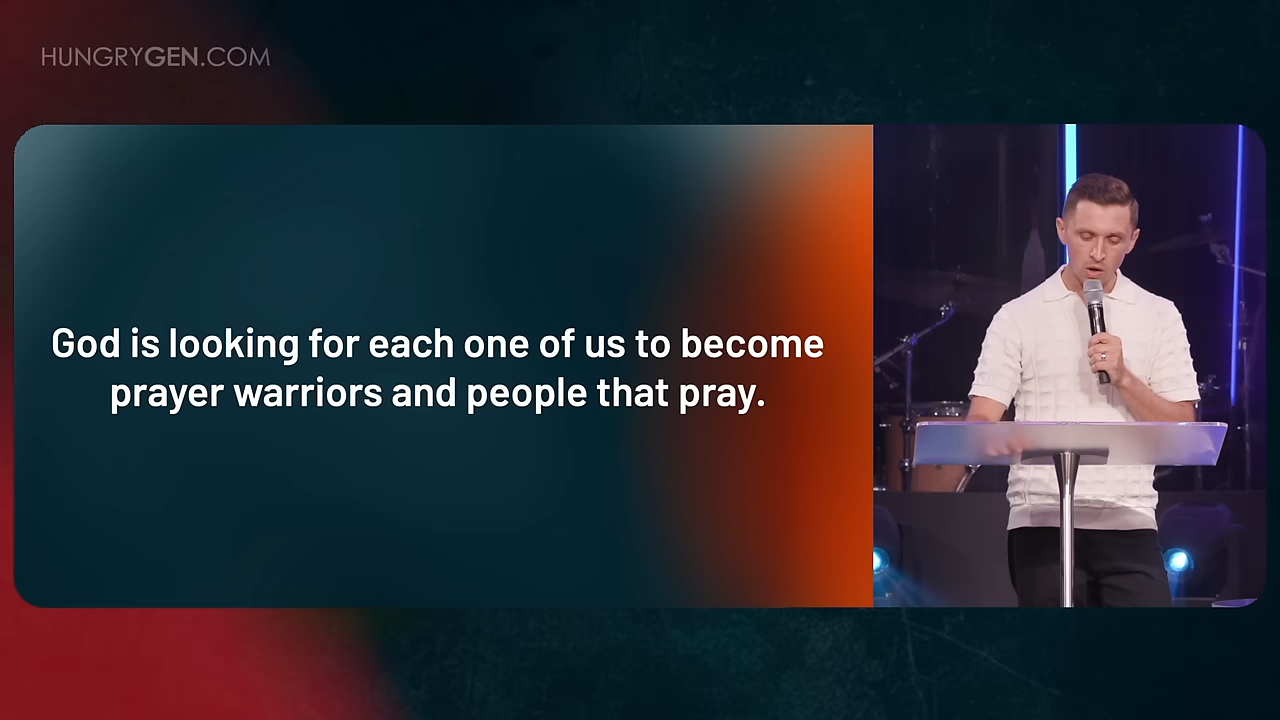 HUNGRYGEN.COM
God is looking for each one of us to become
prayer warriors and people that pray.